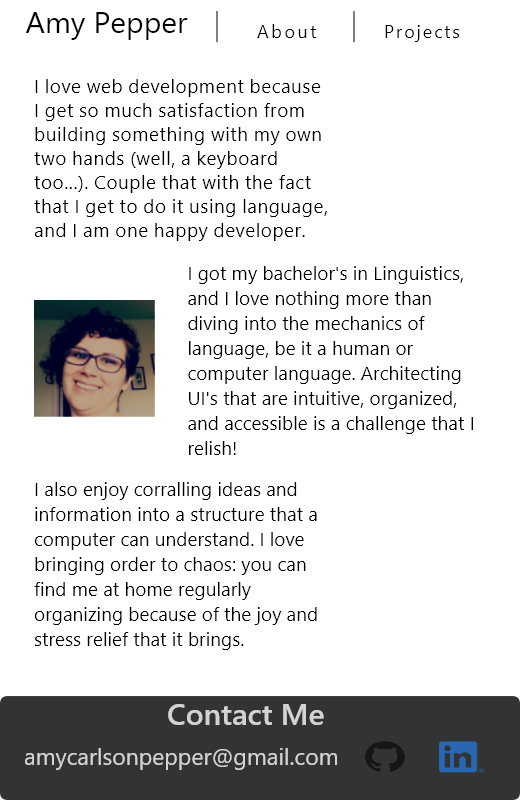 Amy Pepper
About
Projects
I love web development because
I get so much satisfaction from
building something with my own
two hands (well, a keyboard
too...). Couple that with the fact
that I get to do it using language,
and I am one happy developer.
I got my bachelor's in Linguistics,
and I love nothing more than
diving into the mechanics of
language, be it a human or
computer language. Architecting
UI's that are intuitive, organized,
and accessible is a challenge that I
relish!
I also enjoy corralling ideas and
information into a structure that a
computer can understand. I love
bringing order to chaos: you can
find me at home regularly
organizing because of the joy and
stress relief that it brings.
Contact Me
amycarlsonpepper@gmail.com
in